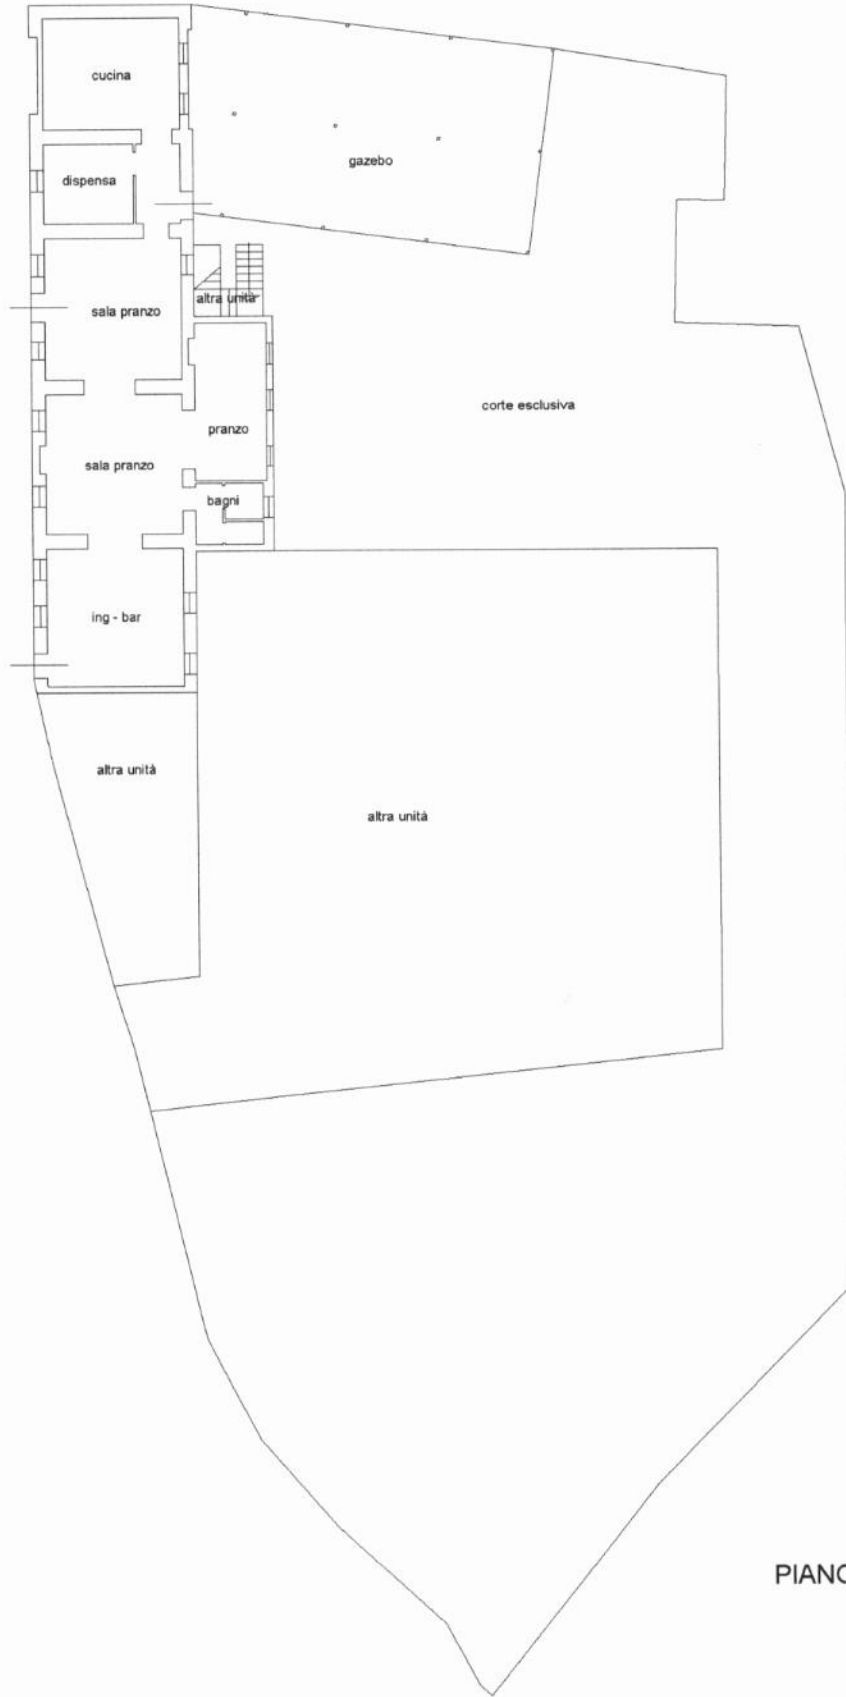 cucina
gazebo
dispensa
altra unità
sala pranzo
corte esclusiva
pranzo
sala pranzo
bagni
ing - bar
altra unità
altra unità
PIANO